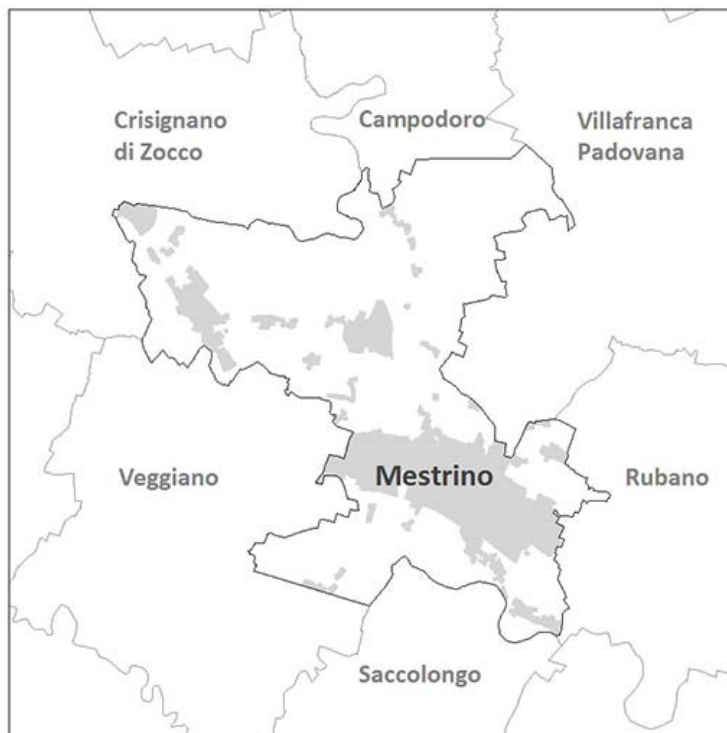 Crisignano
di Zocco
Campodoro
Villafranca
Padovana
Veggiano
Mestrino
Rubano
Saccolongo